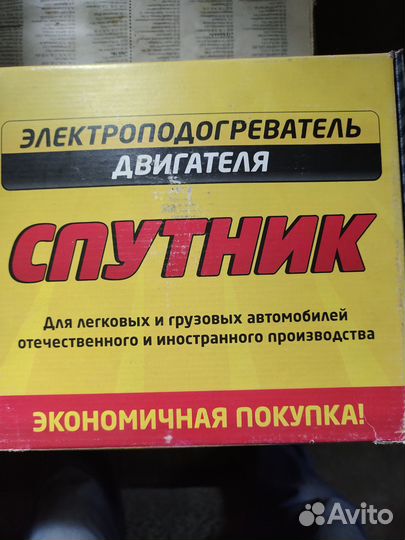 ЭЛЕКТРОПОДОГРЕВАТЕЛЬ
ДВИГАТЕЛЯ
СПУТНИК
Для легковых и грузовых автомобилей
отечественного и иностранного производства
ЭКОНОМИЧНАЯ ПОКУПКА!
Avito